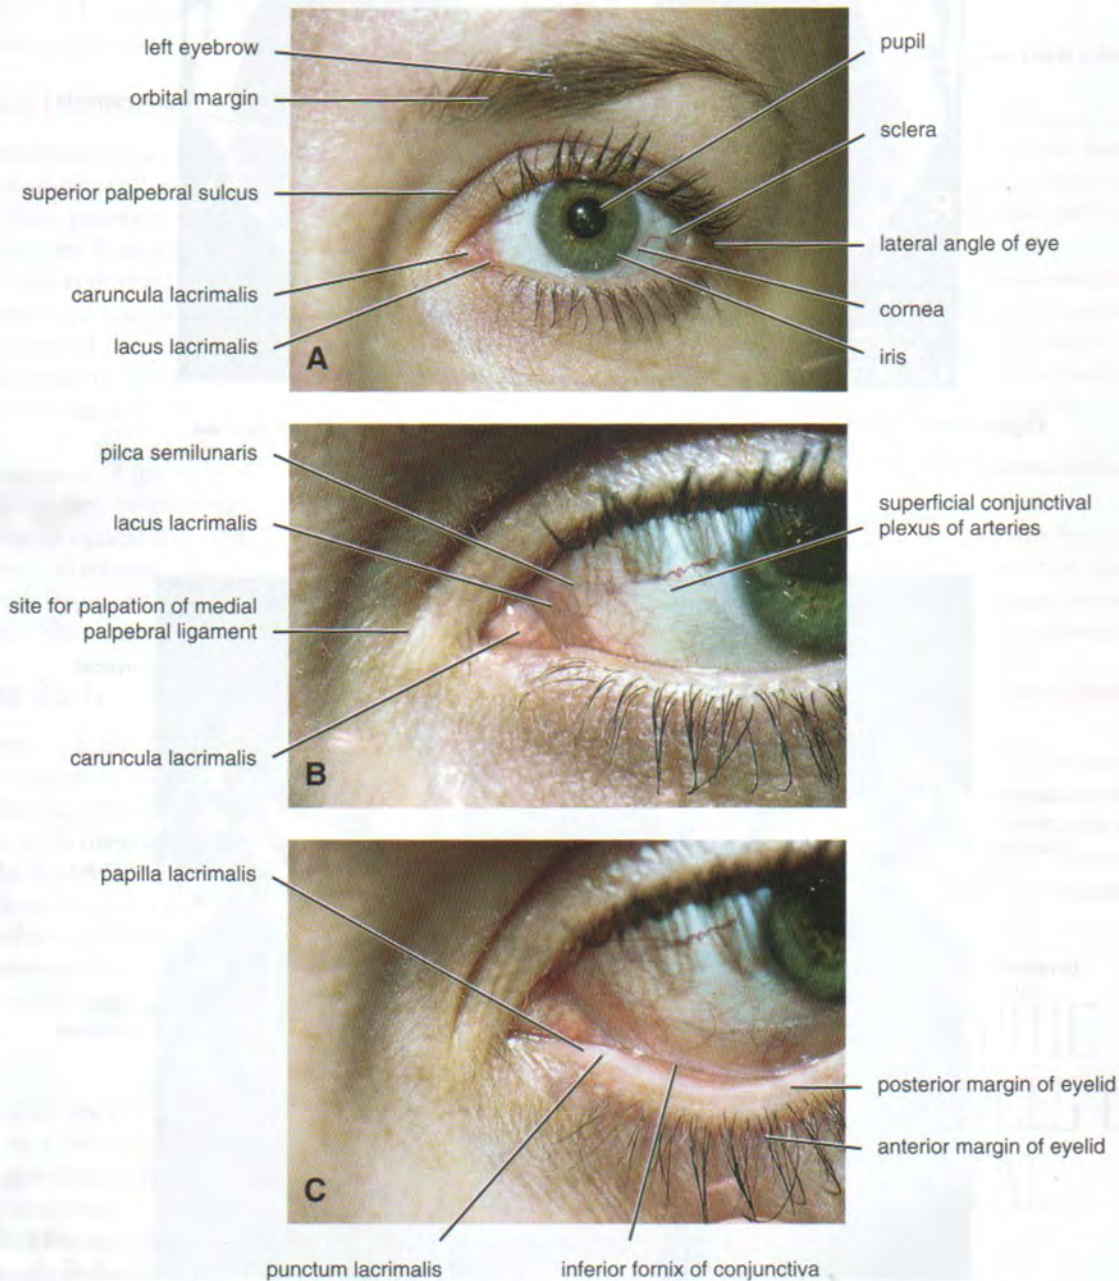 left eyebrow
orbital margin
superior palpebral sulcus
caruncula lacrimalis
lacus lacrimalis
pupil
sclera
lateral angle of eye
cornea
iris
A
pilca semilunaris
lacus lacrimalis
site for palpation of medial
palpebral ligament
caruncula lacrimalis
superficial conjunctival
plexus of arteries
B
papilla lacrimalis
posterior margin of eyelid
anterior margin of eyelid
C
punctum lacrimalis
inferior fornix of conjunctiva